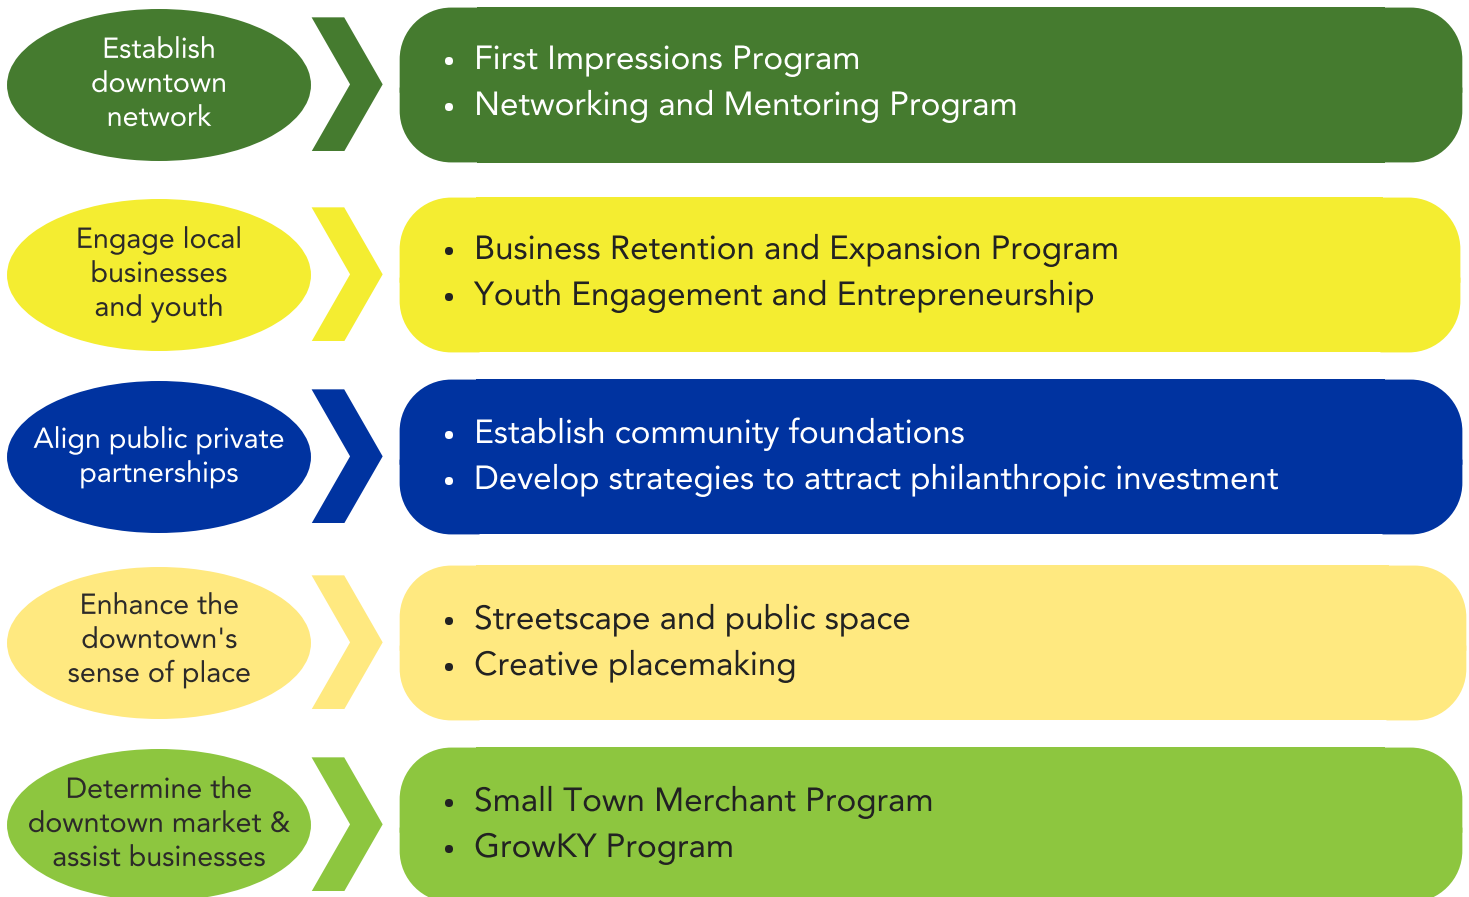 Establish
downtown
network
• First Impressions Program
• Networking and Mentoring Program
Engage local
businesses
and youth
• Business Retention and Expansion Program
• Youth Engagement and Entrepreneurship
Align public private
partnerships
• Establish community foundations
• Develop strategies to attract philanthropic investment
Enhance the
downtown's
sense of place
• Streetscape and public space
• Creative placemaking
Determine the
downtown market &
assist businesses
• Small Town Merchant Program
• GrowKY Program